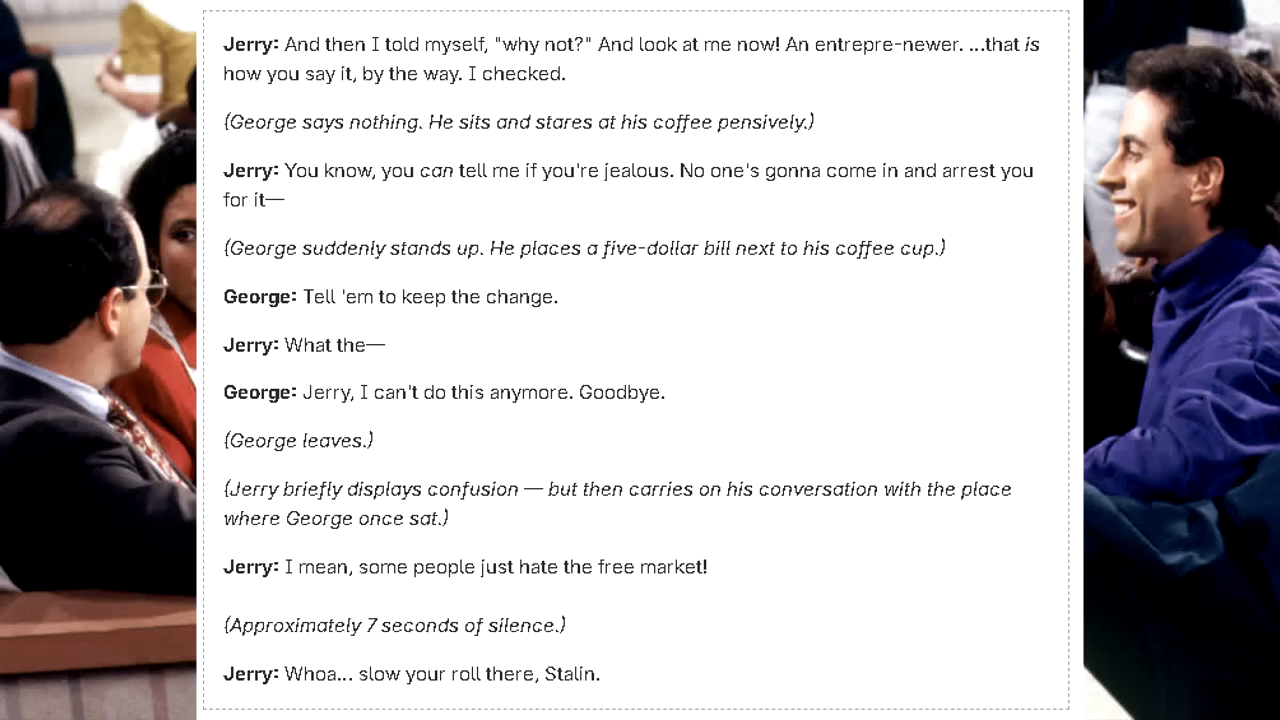 Jerry: And then I told myself, "why not?" And look at me now! An entrepre-newer. ...that is
how you say it, by the way. I checked.
(George says nothing. He sits and stares at his coffee pensively.)
Jerry: You know, you can tell me if you're jealous. No one's gonna come in and arrest you
for it—
(George suddenly stands up. He places a five-dollar bill next to his coffee cup.)
George: Tell 'em to keep the change.
Jerry: What the—
George: Jerry, I can't do this anymore. Goodbye.
(George leaves.)
(Jerry briefly displays confusion — but then carries on his conversation with the place
where George once sat.)
Jerry: I mean, some people just hate the free market!
(Approximately 7 seconds of silence.)
Jerry: Whoa... slow your roll there, Stalin.